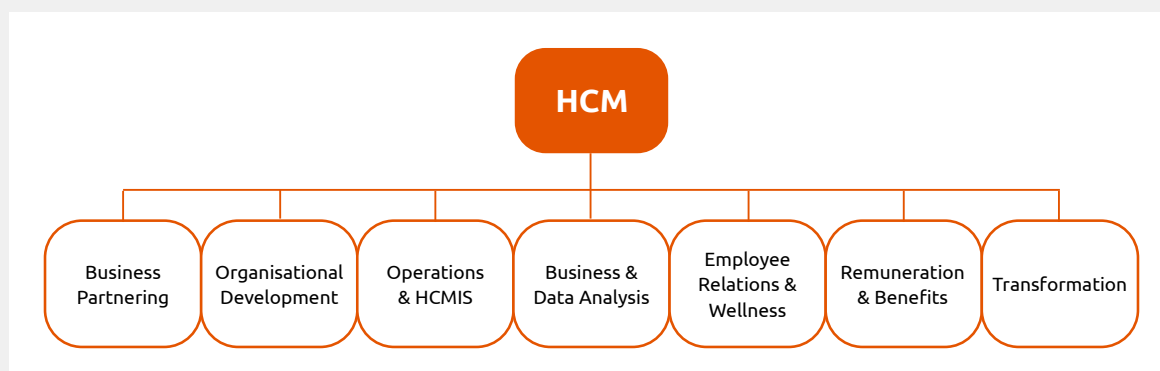 HCM
Business
Partnering
Organisational
Development
Operations
& HCMIS
Business &
Data Analysis
Employee
Relations &
Wellness
Remuneration
& Benefits
Transformation